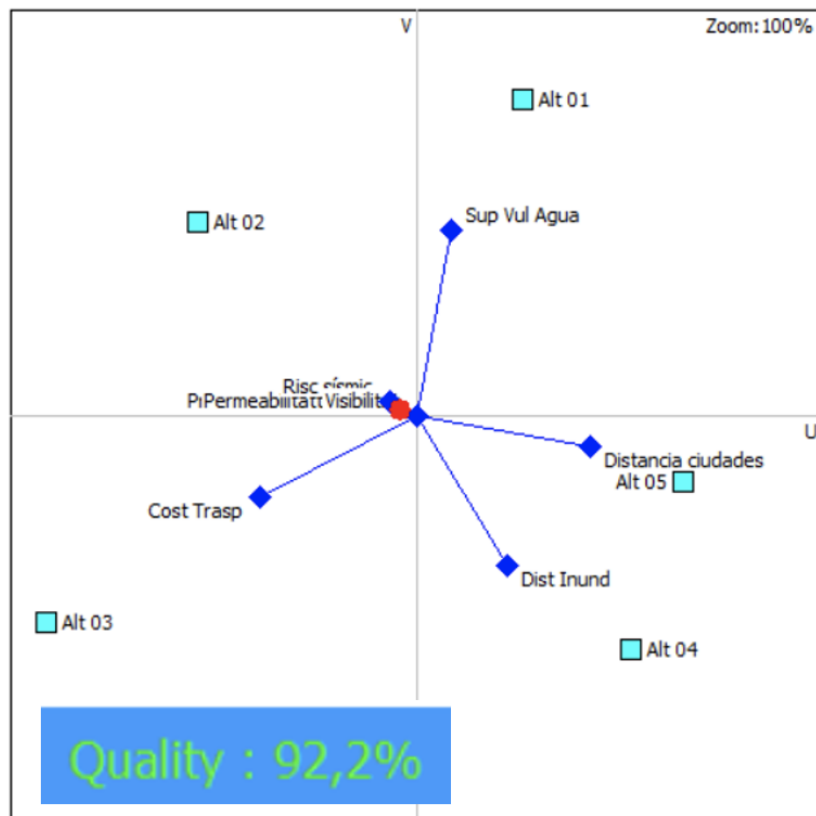 V
Zoom: 100%
Alt 01
Sup Vul Agua
Alt 02
Risc sísmic
Permeabilitat
U
Distancia ciudades
Alt 05
Cost Trasp
Dist Inund
Alt 03
Alt 04
Quality : 92,2%